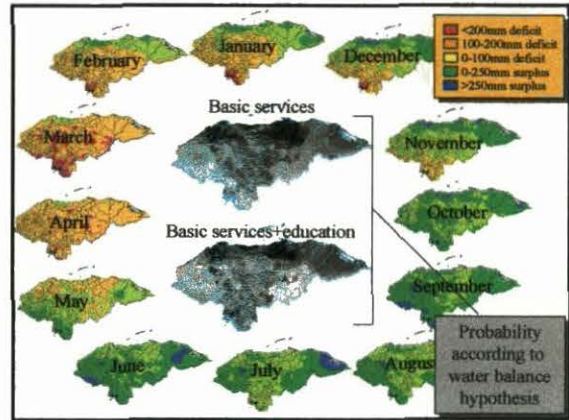 February
January
December
<200mm deficit
100-200mm deficit
0-100mm deficit
0-250mm surplus
>250mm surplus
March
Basic services
November
April
October
Basic services+education
May
September
June
July
August
Probability
according to
water balance
hypothesis